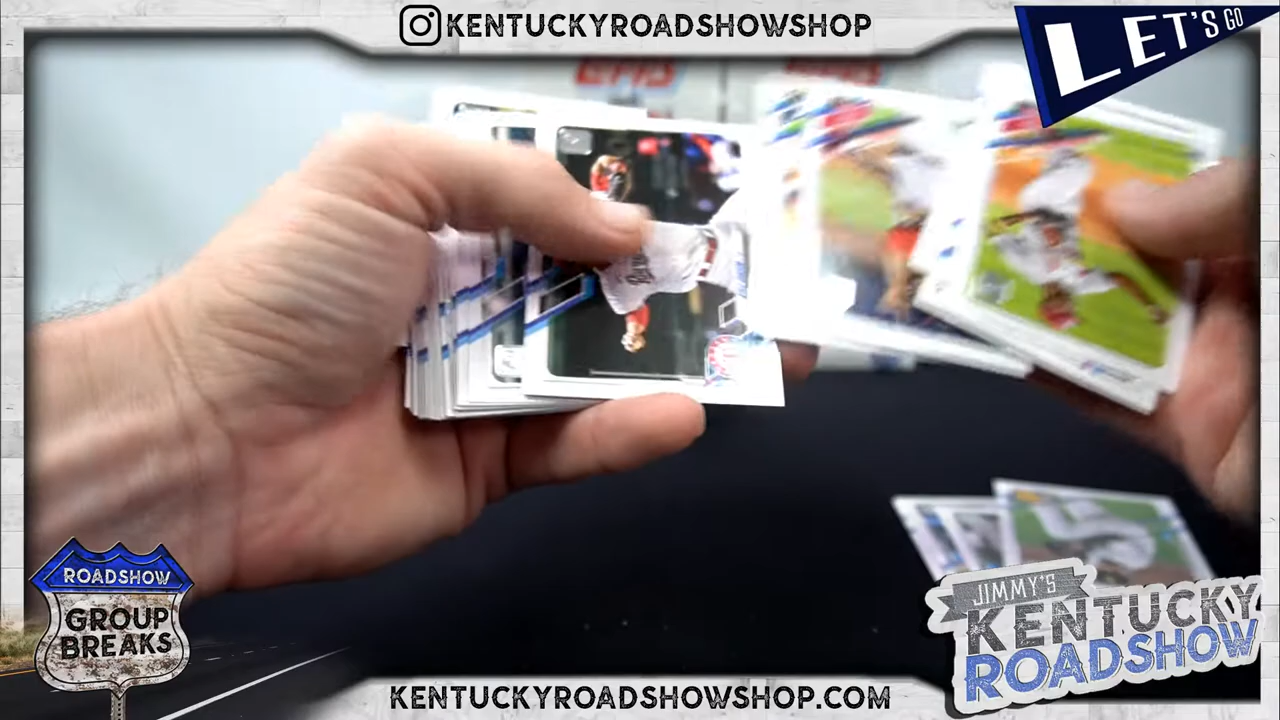 KENTUCKYROADSHOWSHOP
LET'S GO
ROADSHOW
GROUP
BREAKS
JIMMY'S
KENTUCKY
ROADSHOW
KENTUCKYROADSHOWSHOP.COM